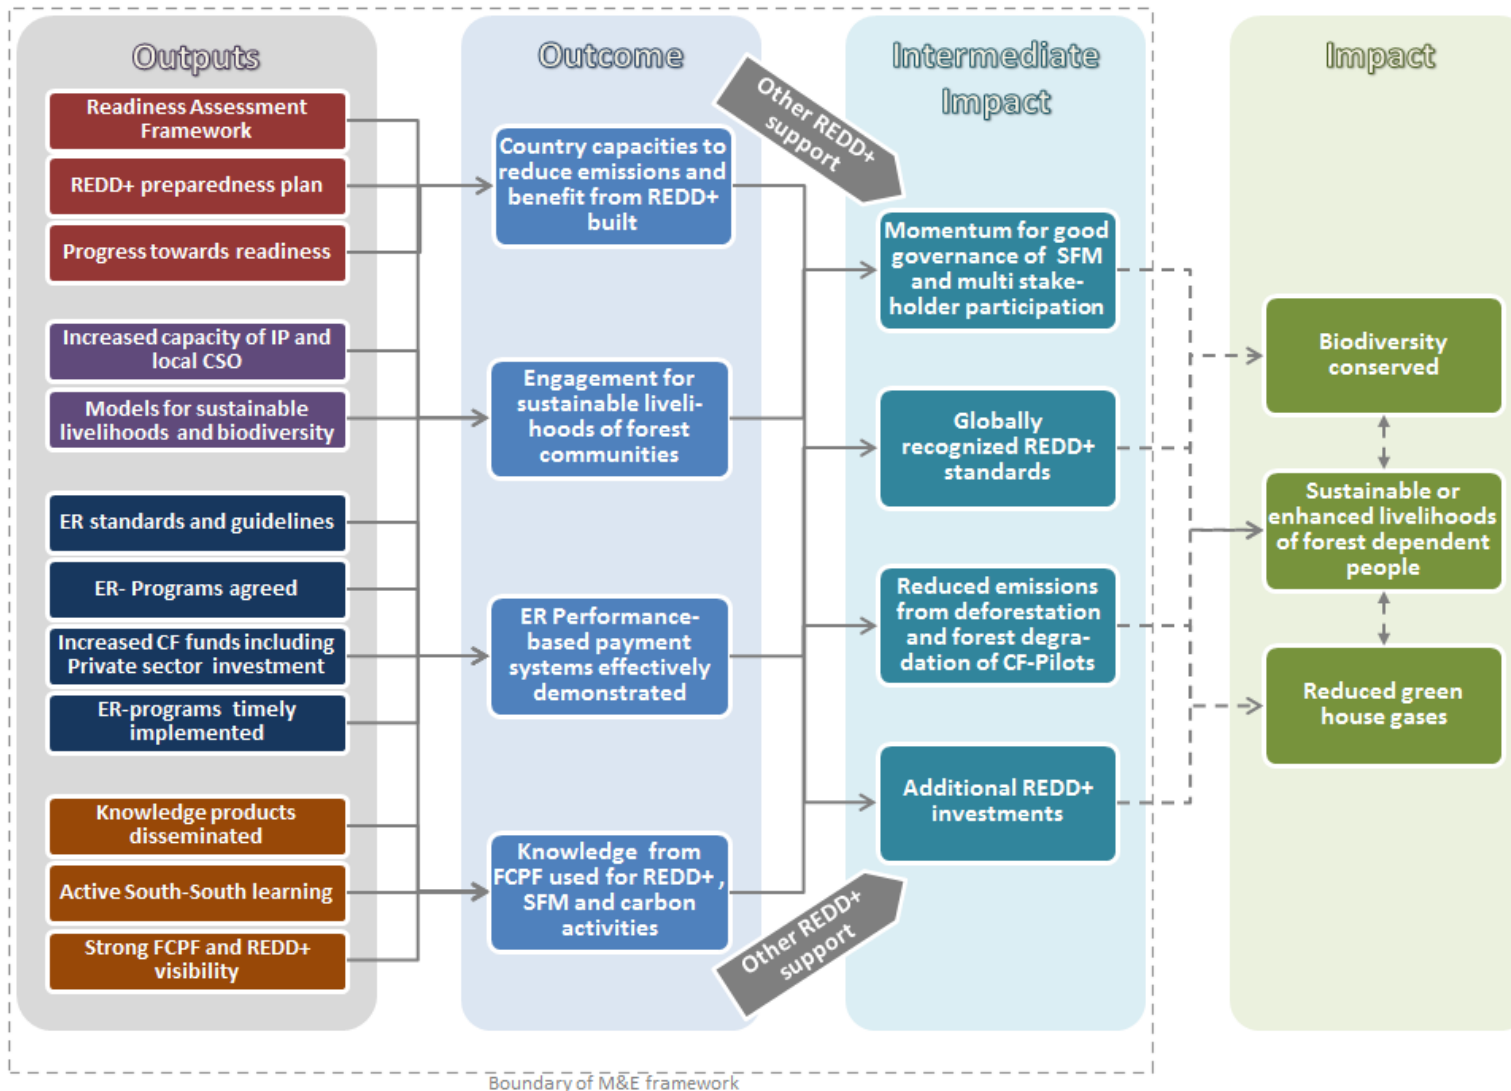 Outputs
Readiness Assessment
Framework
REDD+ preparedness plan
Progress towards readiness
Increased capacity of IP and
local CSO
Models for sustainable
livelihoods and biodiversity
ER standards and guidelines
ER- Programs agreed
Increased CF funds including
Private sector investment
ER-programs timely
implemented
Knowledge products
disseminated
Active South-South learning
Strong FCPF and REDD+
visibility
Outcome
Country capacities to
reduce emissions and
benefit from REDD+
built
Engagement for
sustainable liveli-
hoods of forest
communities
ER Performance-
based payment
systems effectively
demonstrated
Knowledge from
FCPF used for REDD+ ,
SFM and carbon
activities
Other REDD+
support
Other REDD+
support
Intermediate
Impact
Momentum for good
governance of SFM
and multi stake-
holder participation
Globally
recognized REDD+
standards
Reduced emissions
from deforestation
and forest degra-
dation of CF-Pilots
Additional REDD+
investments
Impact
Biodiversity
conserved
Sustainable or
enhanced livelihoods
of forest dependent
people
Reduced green
house gases
Boundary of M&E framework